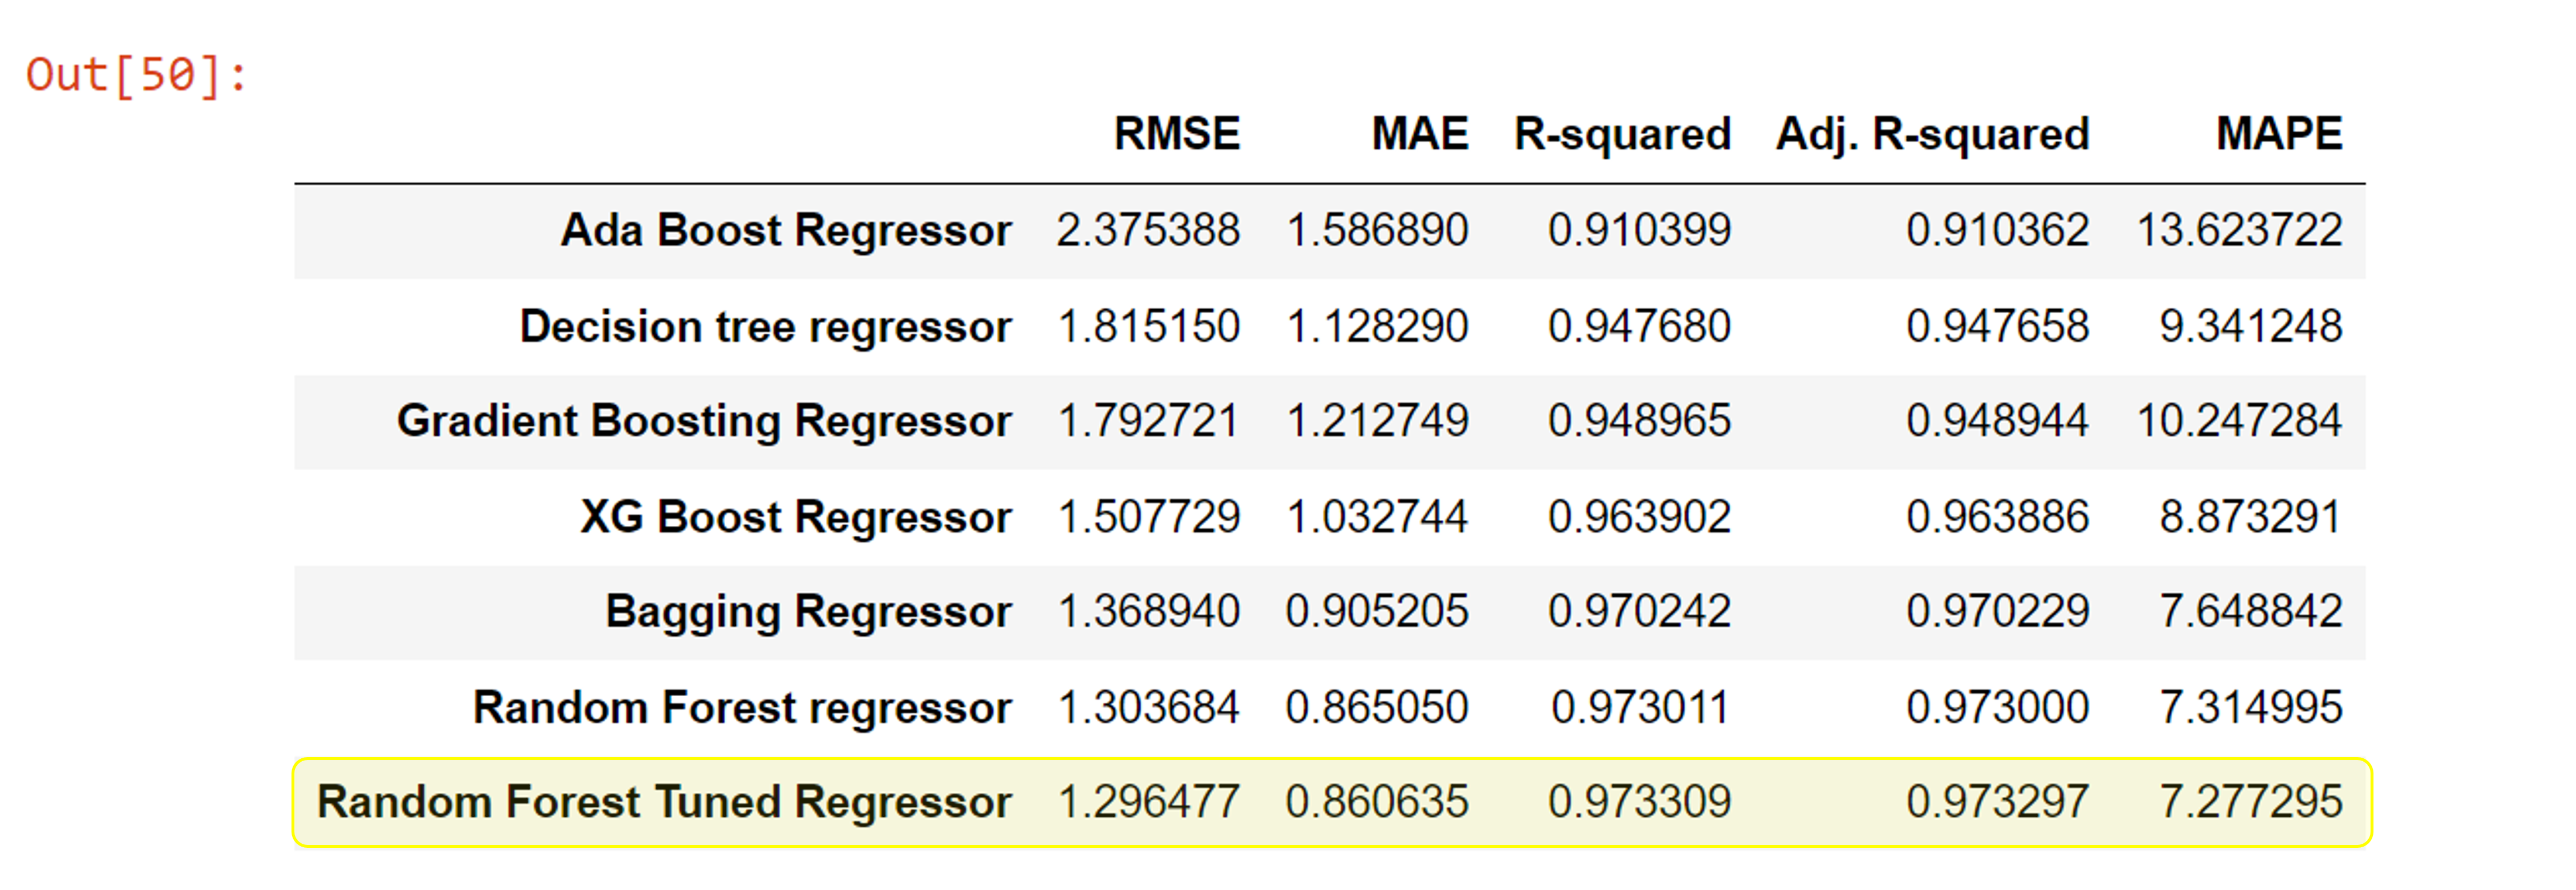 Out[50]:
RMSE MAE R-squared Adj. R-squared MAPE
Ada Boost Regressor 2.375388 1.586890 0.910399 0.910362 13.623722
Decision tree regressor 1.815150 1.128290 0.947680 0.947658 9.341248
Gradient Boosting Regressor 1.792721 1.212749 0.948965 0.948944 10.247284
XG Boost Regressor 1.507729 1.032744 0.963902 0.963886 8.873291
Bagging Regressor 1.368940 0.905205 0.970242 0.970229 7.648842
Random Forest regressor 1.303684 0.865050 0.973011 0.973000 7.314995
Random Forest Tuned Regressor 1.296477 0.860635 0.973309 0.973297 7.277295